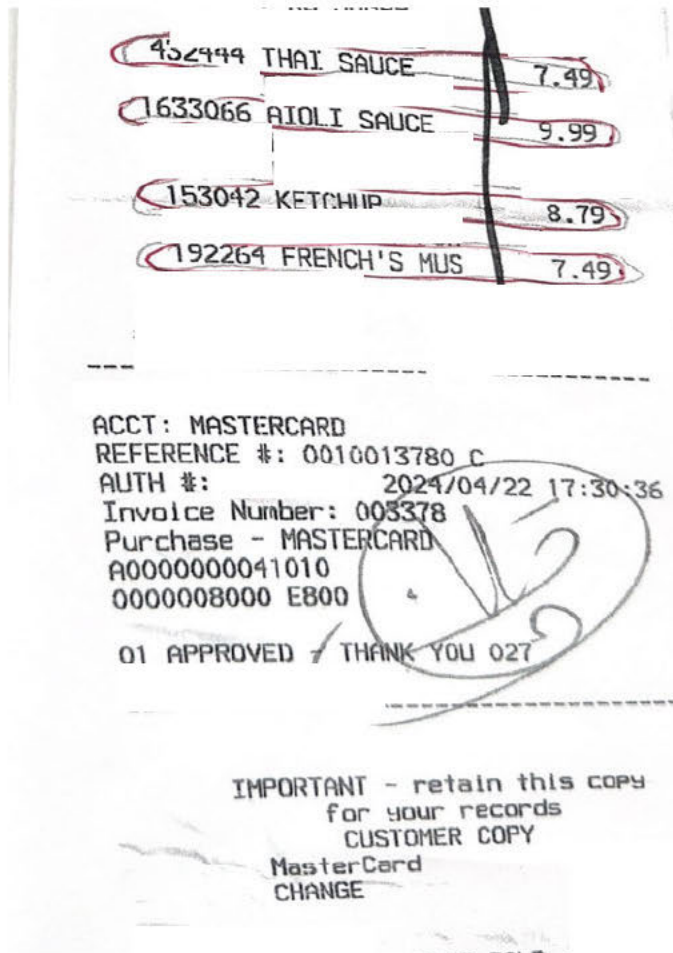 452444 THAI SAUCE 7.49
1633066 AIOLI SAUCE 9.99
153042 KETCHUP 8.79
192264 FRENCH'S MUS 7.49
ACCT: MASTERCARD
REFERENCE #: 0010013780 C
AUTH #: 2024/04/22 17:30:36
Invoice Number: 003378
Purchase - MASTERCARD
A0000000041010
0000008000 E800
01 APPROVED - THANK YOU 027
IMPORTANT - retain this copy
for your records
CUSTOMER COPY
MasterCard
CHANGE